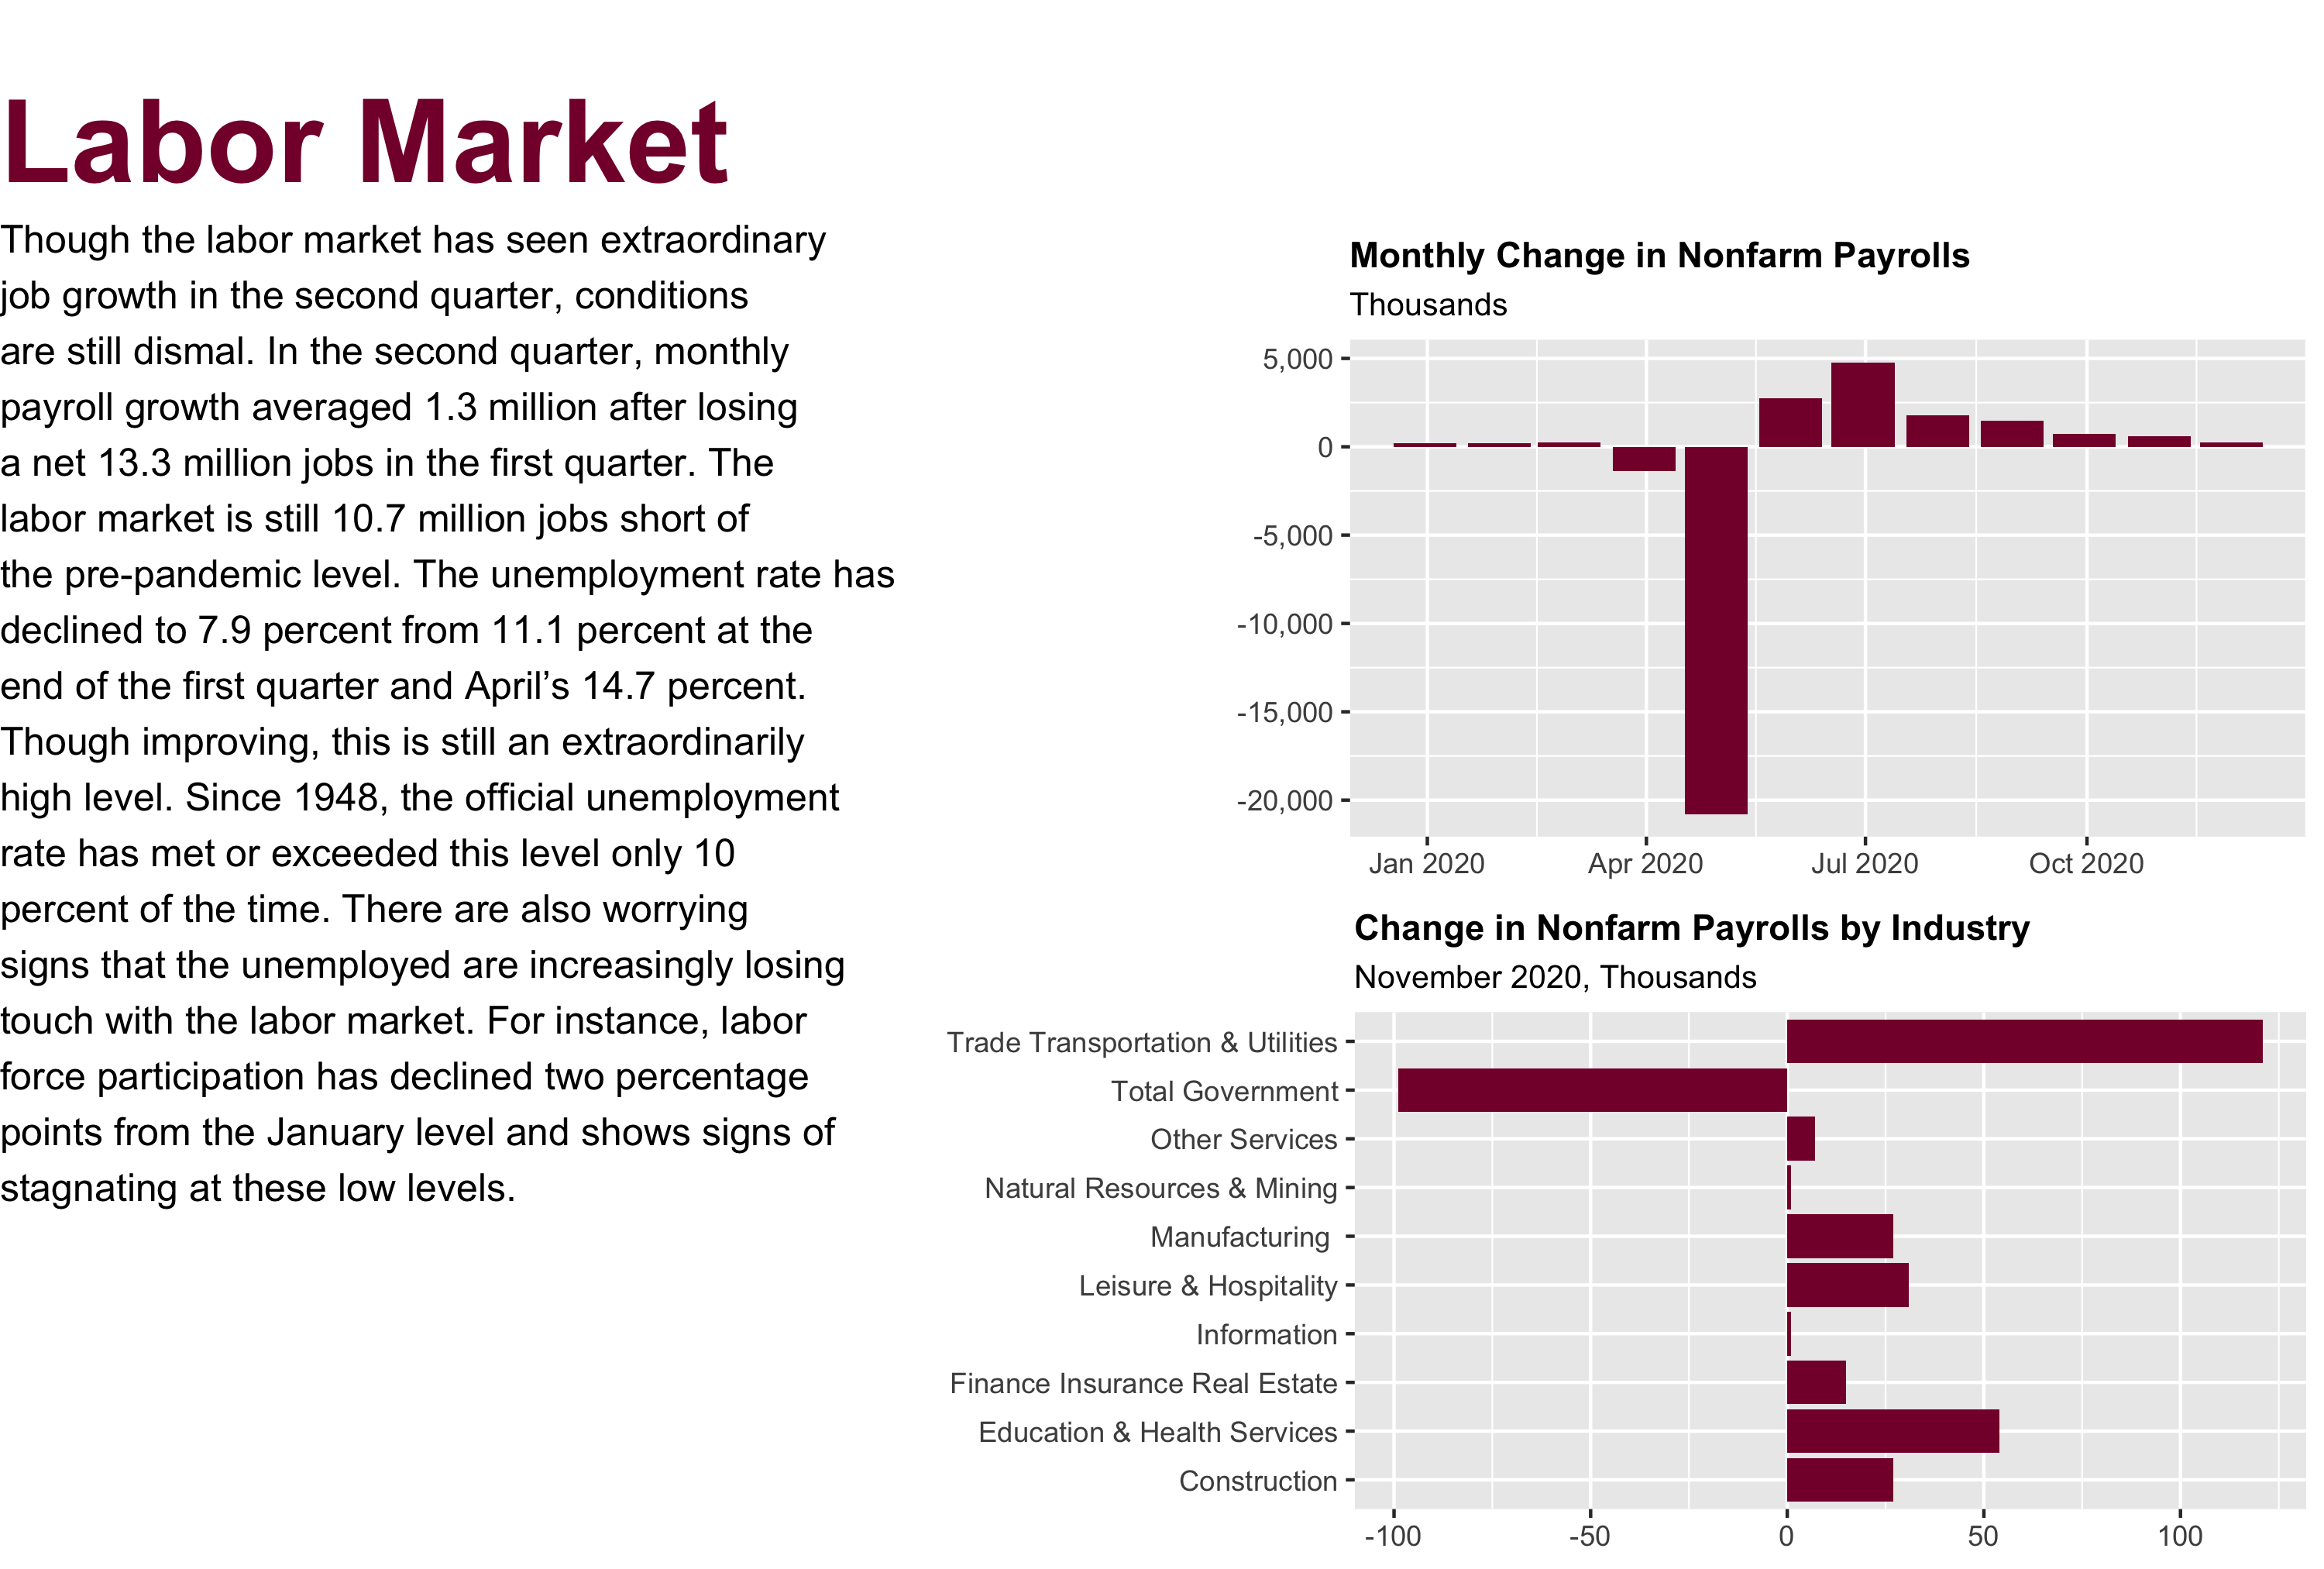 Labor Market
Though the labor market has seen extraordinary
job growth in the second quarter, conditions
are still dismal. In the second quarter, monthly
payroll growth averaged 1.3 million after losing
a net 13.3 million jobs in the first quarter. The
labor market is still 10.7 million jobs short of
the pre-pandemic level. The unemployment rate has
declined to 7.9 percent from 11.1 percent at the
end of the first quarter and April’s 14.7 percent.
Though improving, this is still an extraordinarily
high level. Since 1948, the official unemployment
rate has met or exceeded this level only 10
percent of the time. There are also worrying
signs that the unemployed are increasingly losing
touch with the labor market. For instance, labor
force participation has declined two percentage
points from the January level and shows signs of
stagnating at these low levels.
Monthly Change in Nonfarm Payrolls
Thousands
5,000
0
-5,000
-10,000
-15,000
-20,000
Jan 2020 Apr 2020 Jul 2020 Oct 2020
Change in Nonfarm Payrolls by Industry
November 2020, Thousands
Trade Transportation & Utilities
Total Government
Other Services
Natural Resources & Mining
Manufacturing
Leisure & Hospitality
Information
Finance Insurance Real Estate
Education & Health Services
Construction
-100 -50 0 50 100